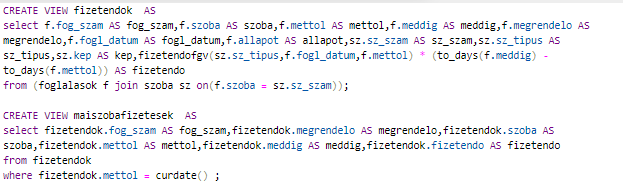 CREATE VIEW fizetendok  AS
select f.fog_szam AS fog_szam,f.szoba AS szoba,f.mettol AS mettol,f.meddig AS meddig,f.megrendelo AS
megrendelo,f.fogl_datum AS fogl_datum,f.allapot AS allapot,sz.sz_szam AS sz_szam,sz.sz_tipus AS
sz_tipus,sz.kep AS kep,fizetendofgv(sz.sz_tipus,f.fogl_datum,f.mettol) * (to_days(f.meddig) -
to_days(f.mettol)) AS fizetendo
from (foglalasok f join szoba sz on(f.szoba = sz.sz_szam));
CREATE VIEW maiszobafizetesek  AS
select fizetendok.fog_szam AS fog_szam,fizetendok.megrendelo AS megrendelo,fizetendok.szoba AS
szoba,fizetendok.mettol AS mettol,fizetendok.meddig AS meddig,fizetendok.fizetendo AS fizetendo
from fizetendok
where fizetendok.mettol = curdate() ;